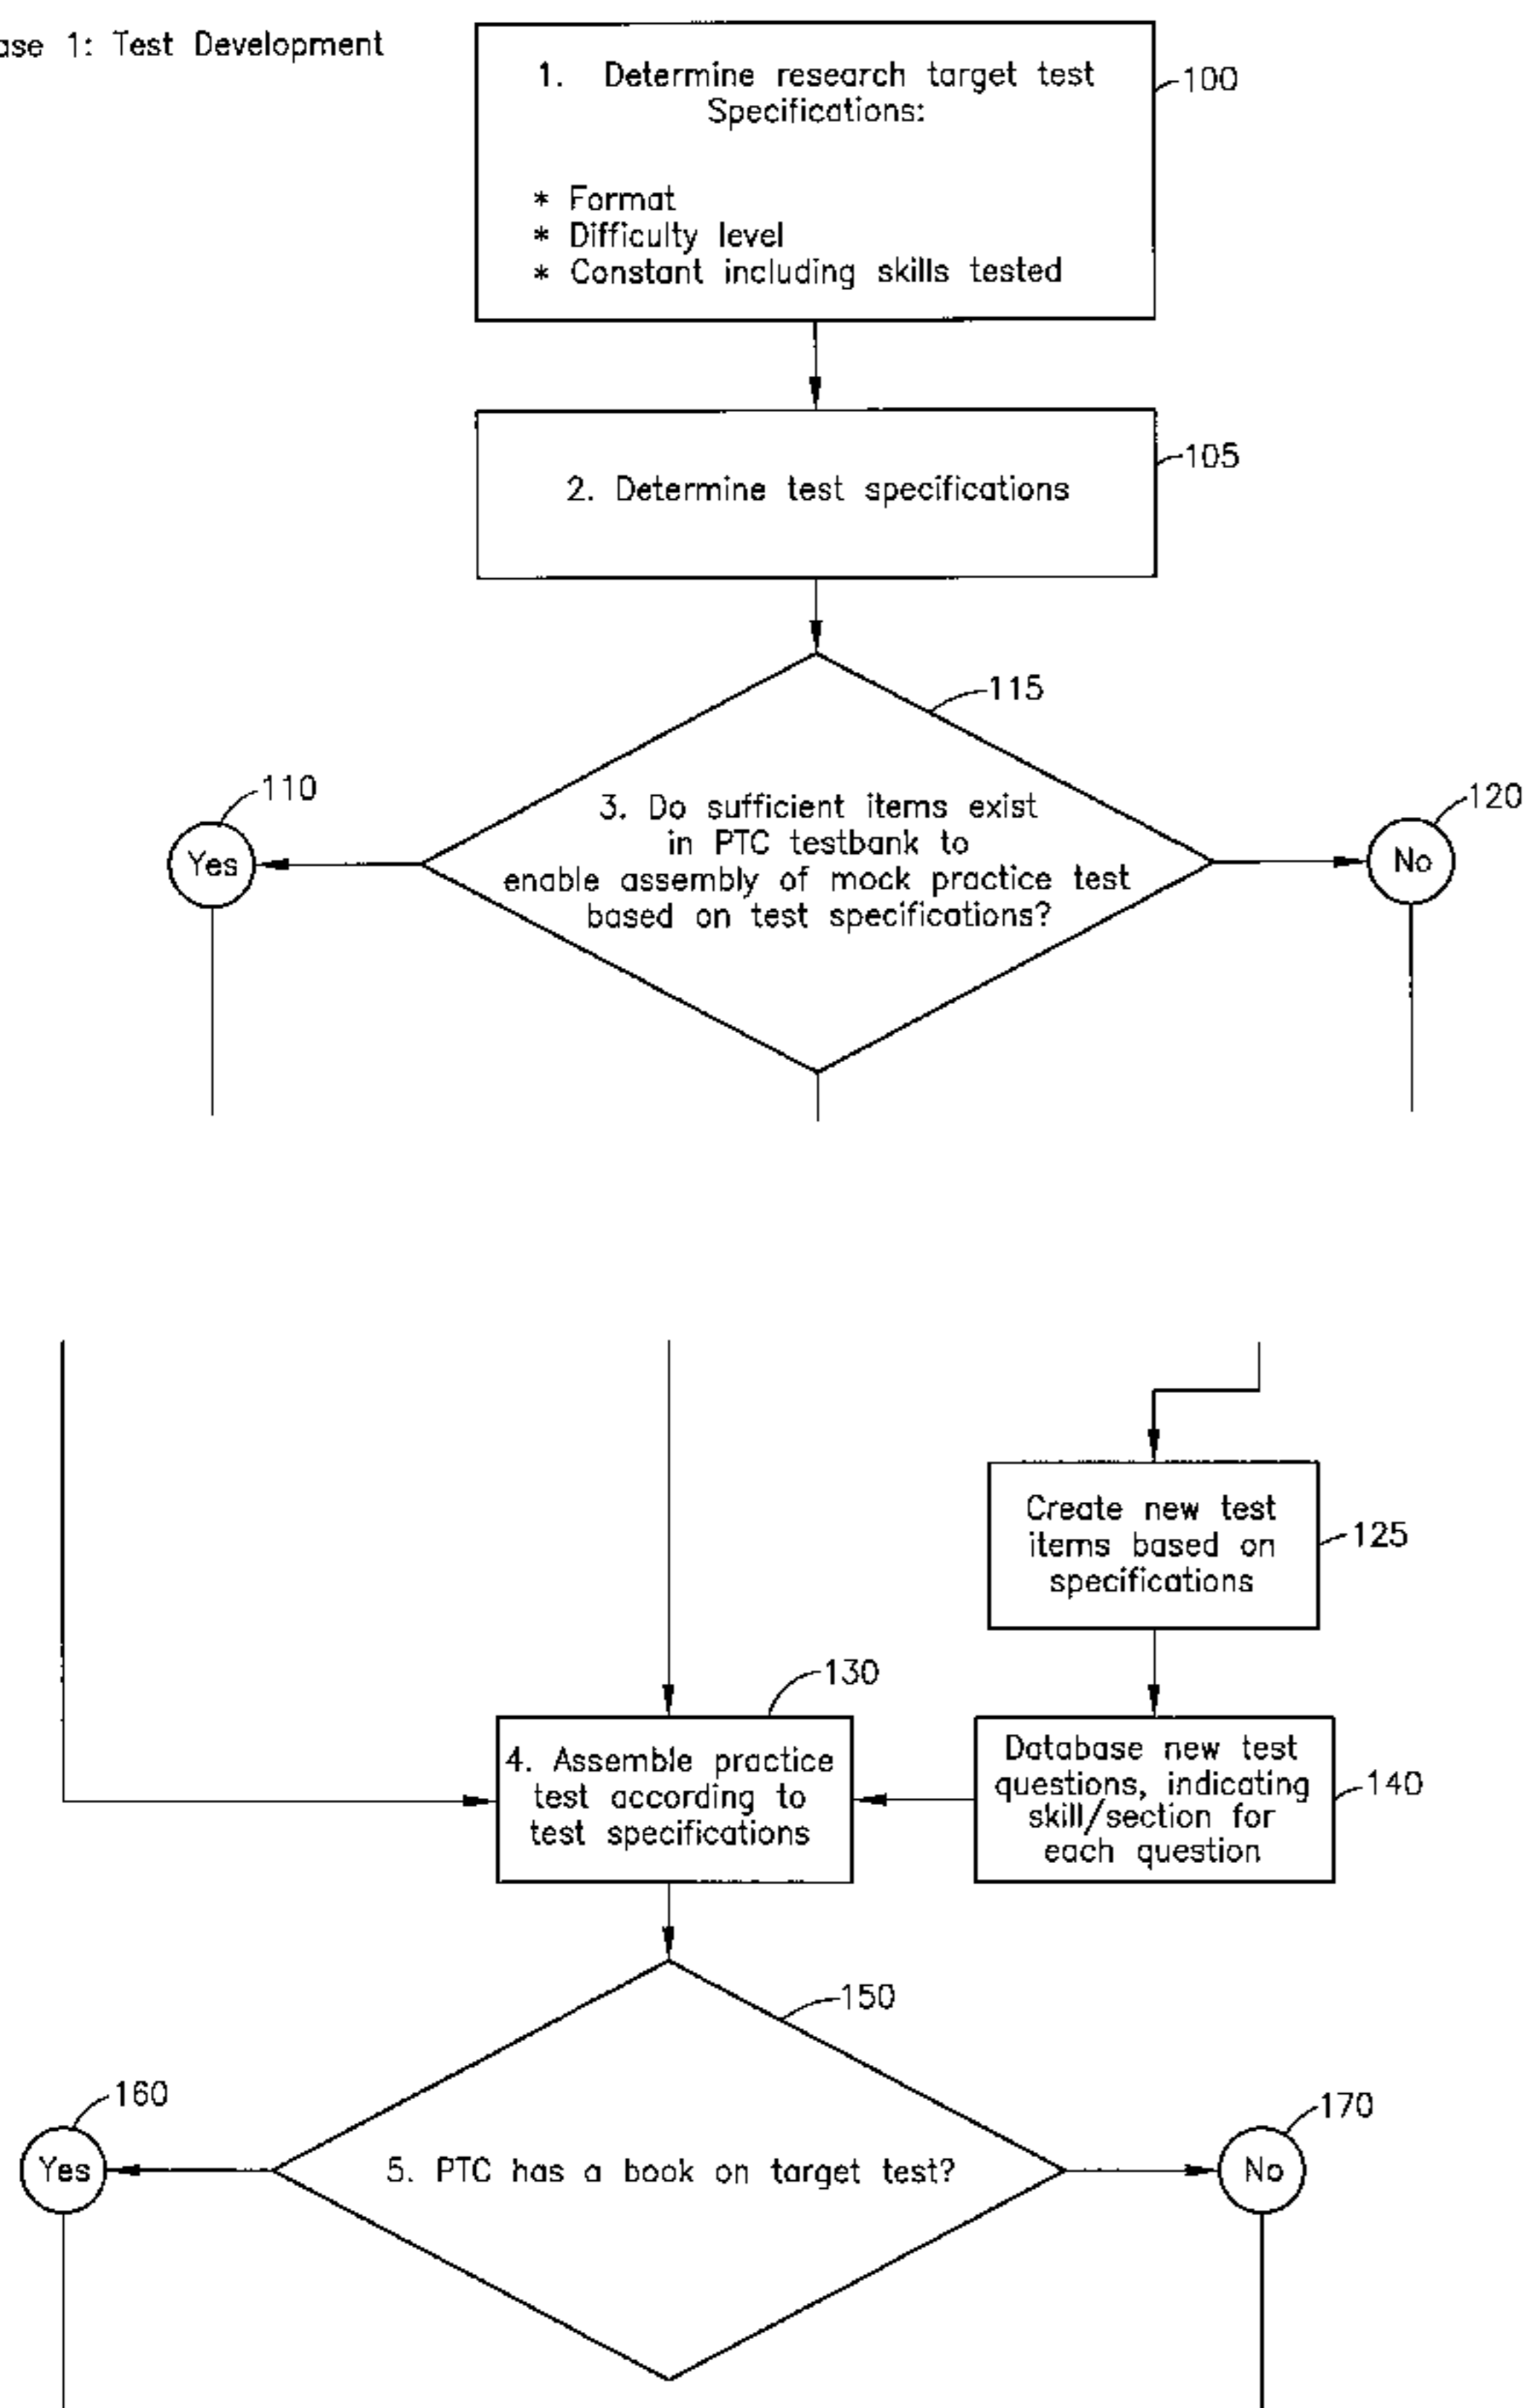 ase 1: Test Development
1. Determine research target test
Specifications:
* Format
* Difficulty level
* Constant including skills tested
100
2. Determine test specifications
105
115
110
3. Do sufficient items exist
in PTC testbank to
enable assembly of mock practice test
based on test specifications?
Yes
No
120
Create new test
items based on
specifications
125
130
4. Assemble practice
test according to
test specifications
Database new test
questions, indicating
skill/section for
each question
140
150
160
Yes
5. PTC has a book on target test?
170
No